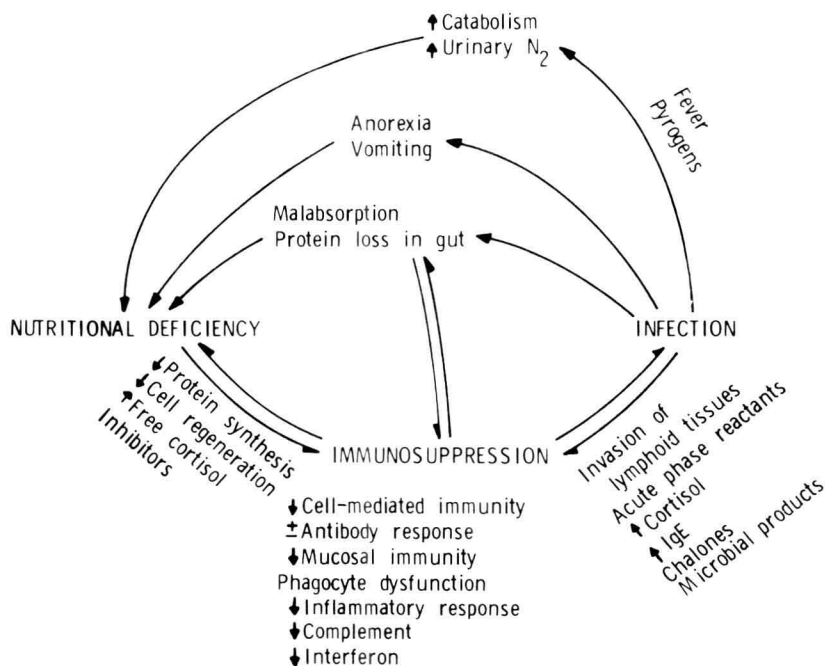 ↑ Catabolism
↑ Urinary N₂
Fever
Pyrogens
Anorexia
Vomiting
Malabsorption
Protein loss in gut
NUTRITIONAL DEFICIENCY
INFECTION
↓ Protein synthesis
↓ Cell regeneration
↑ Free cortisol
Inhibitors
IMMUNOSUPPRESSION
Invasion of
lymphoid tissues
Acute phase reactants
↑ Cortisol
↑ IgE
Chalones
Microbial products
↓ Cell-mediated immunity
± Antibody response
↓ Mucosal immunity
Phagocyte dysfunction
↓ Inflammatory response
↓ Complement
↓ Interferon